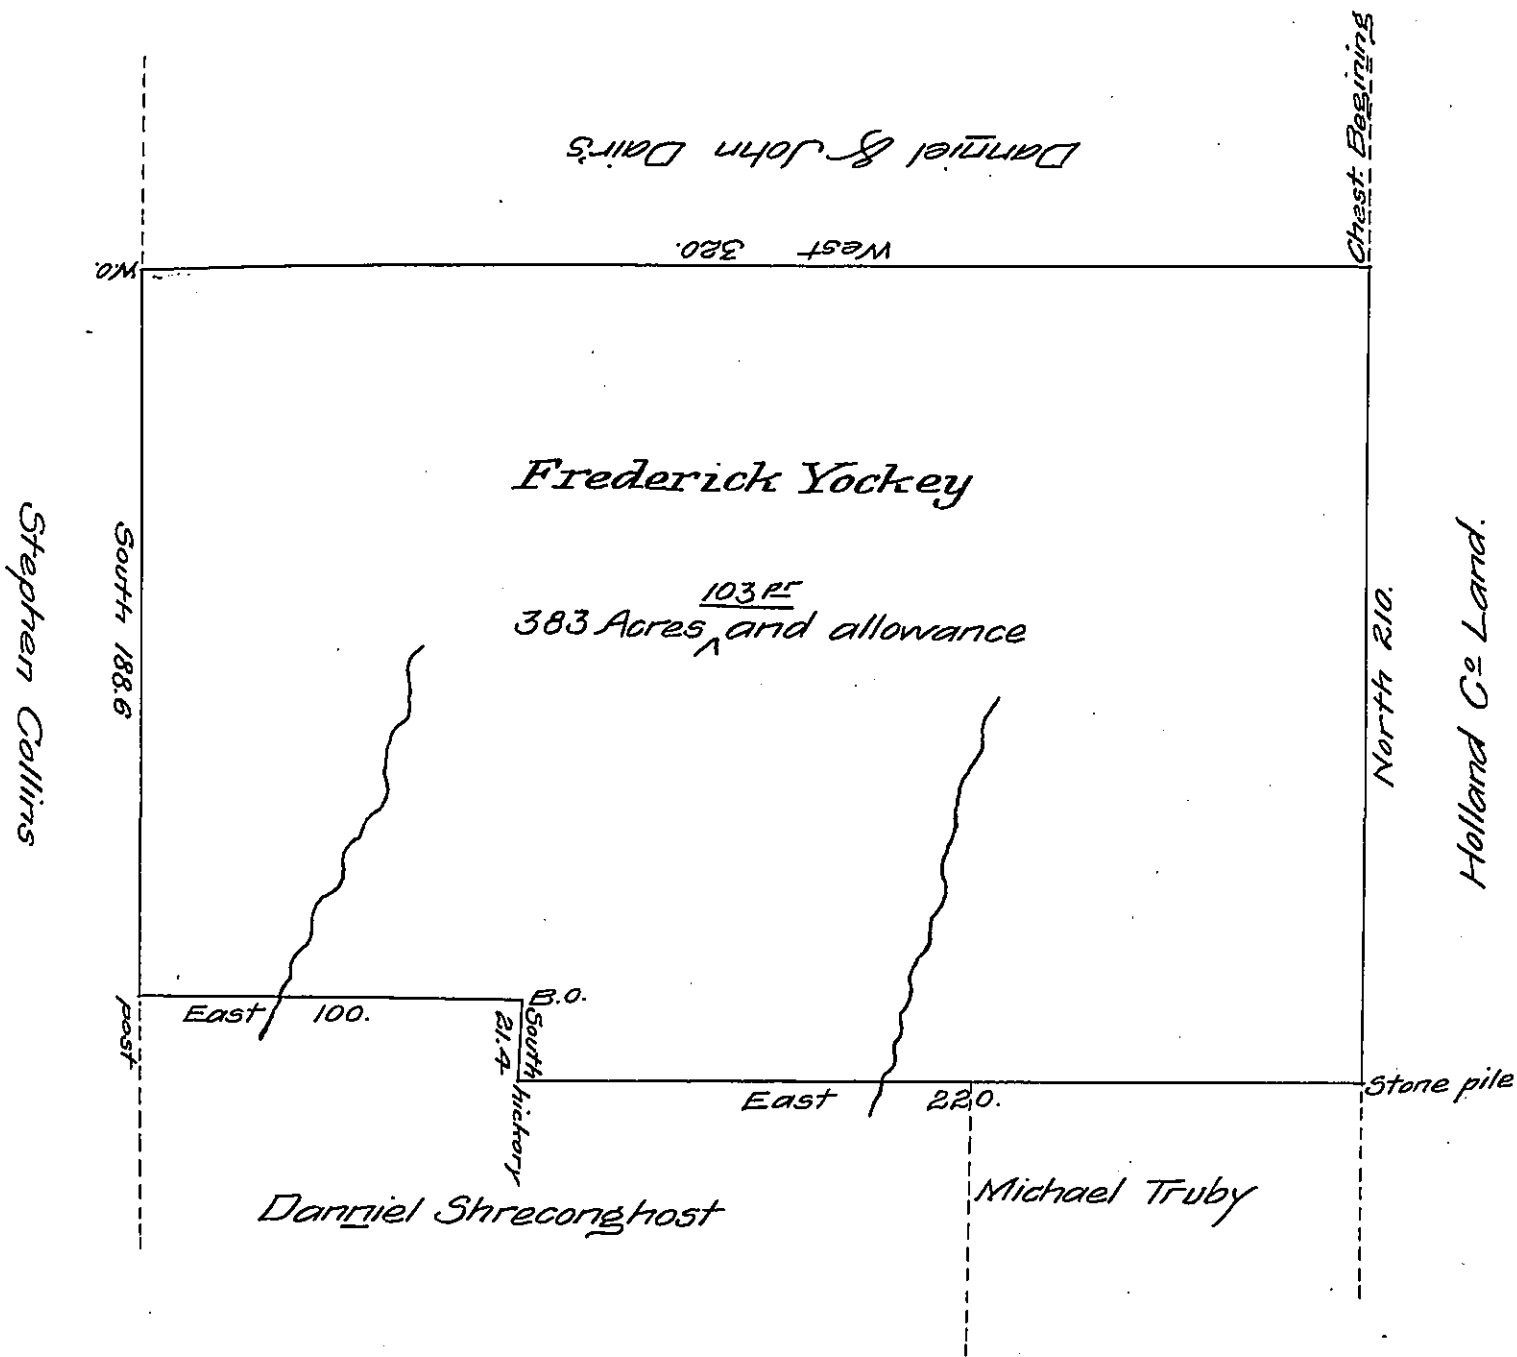 Chest. Begining
Danniel & John Dair's
West 320.
W.O.
Frederick Yockey
103 pr
383 Acres ^ and allowance
Stephen Collins
South 188.6
North 210.
Holland Co Land.
post
East 100.
B.O.
South
21.4
hickory
East 220.
Stone pile
Danniel Shreconghost
Michael Truby